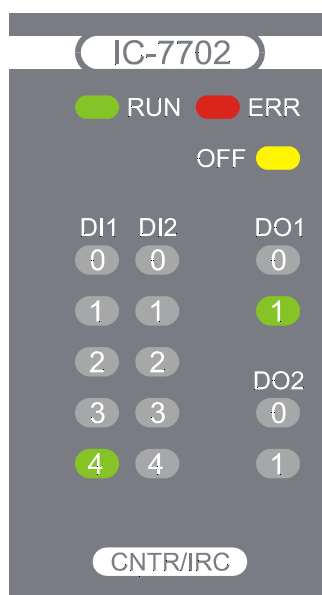 IC-7702
RUN ERR
OFF
DI1 DI2 DO1
0 0 0
1 1 1
2 2
DO2
3 3 0
4 4 1
CNTR/IRC